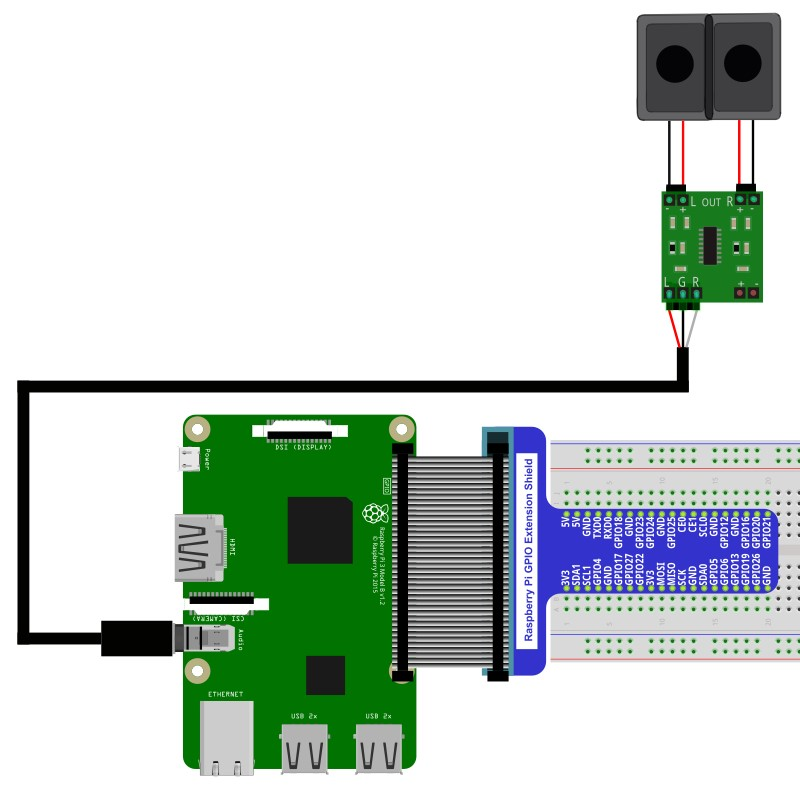 L OUT R
- + + -
L G R + -
DSI (DISPLAY)
Power
GPIO
HDMI
Raspberry Pi 3 Model B v1.2
© Raspberry Pi 2015
CSI (CAMERA)
Audio
ETHERNET
USB 2x
USB 2x
Raspberry Pi GPIO Extension Shield
5V
5V
GND
TXD0
RXD0
GPIO18
GND
GPIO23
GPIO24
GND
GPIO25
CE0
CE1
SCL0
GND
GPIO12
GND
GPIO16
GPIO20
GPIO21
3V3
SDA1
SCL1
GPIO4
GND
GPIO17
GPIO27
GPIO22
3V3
MOSI
MISO
SCK
GND
SDA0
GPIO5
GPIO6
GPIO13
GPIO19
GPIO26
GND